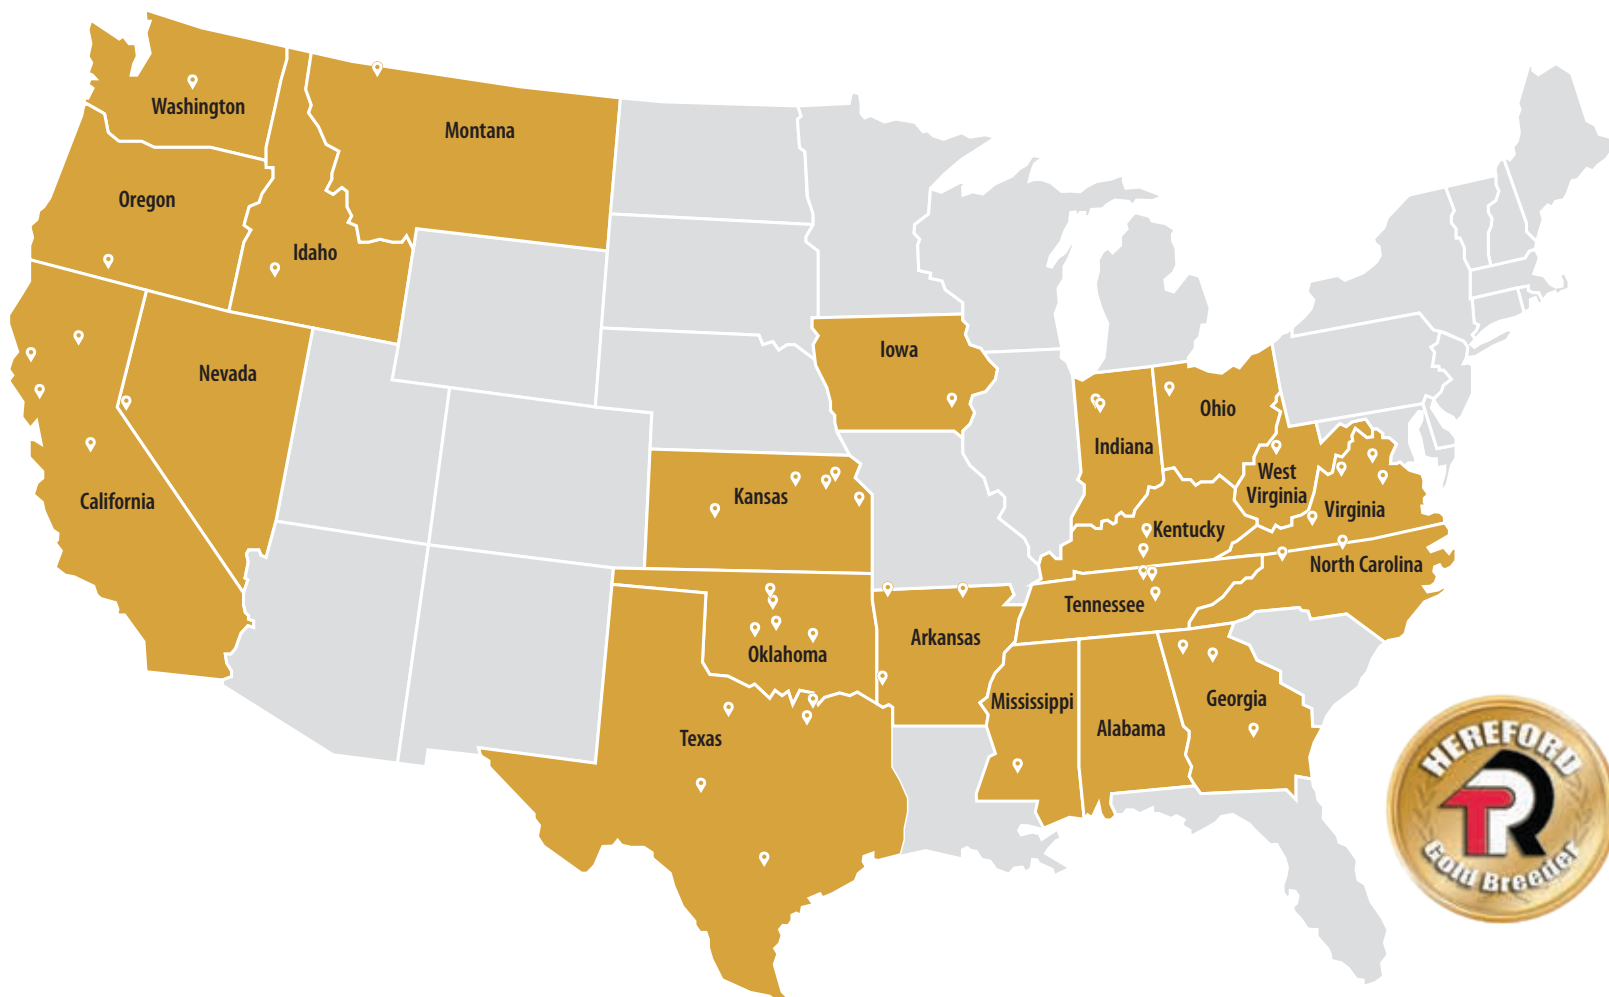 Washington
Montana
Oregon
Idaho
Nevada
California
Iowa
Ohio
Indiana
West
Virginia
Kansas
Virginia
Kentucky
North Carolina
Tennessee
Arkansas
Oklahoma
Mississippi
Georgia
Alabama
Texas
HEREFORD
TPR
Gold Breeder